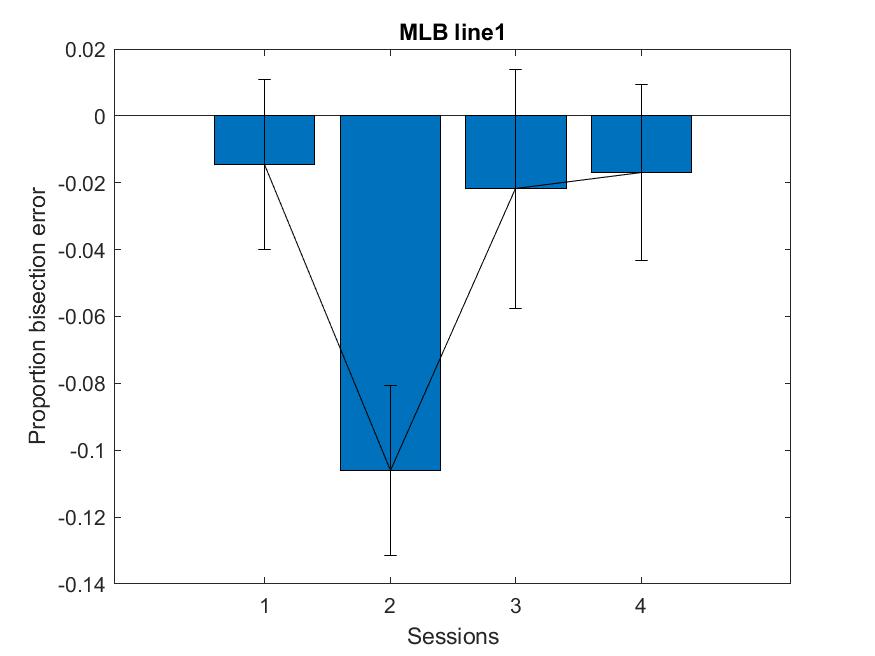 MLB line1
0.02
0
-0.02
-0.04
-0.06
-0.08
-0.1
-0.12
-0.14
Proportion bisection error
1 2 3 4
Sessions